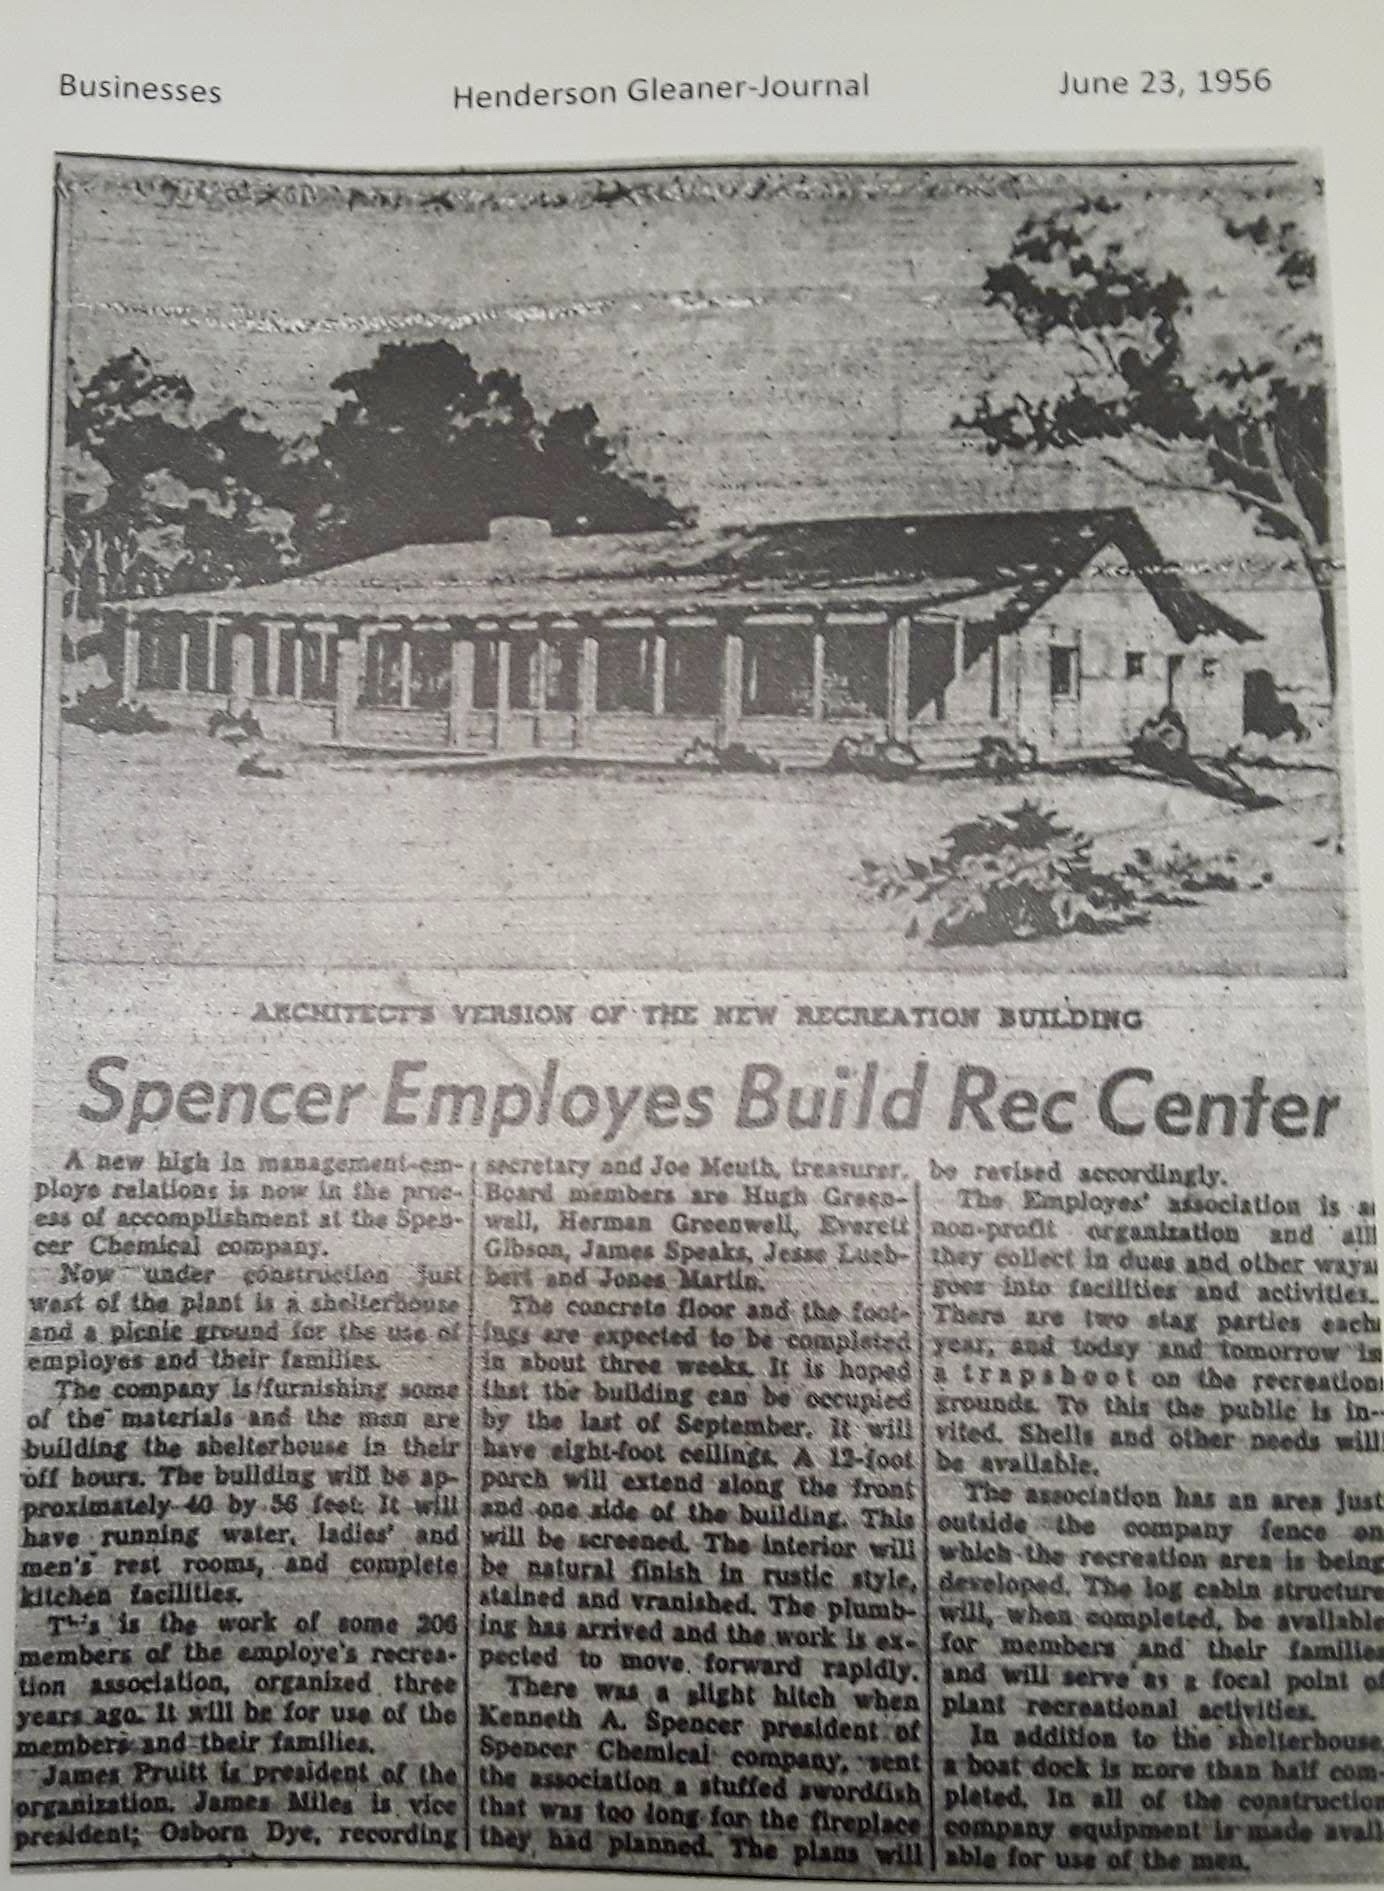 Businesses
Henderson Gleaner-Journal
June 23, 1956
ARCHITECT'S VERSION OF THE NEW RECREATION BUILDING
Spencer Employes Build Rec Center
A new high in management-em-
ploye relations is now in the proc-
ess of accomplishment at the Spen-
cer Chemical company.
Now under construction just
west of the plant is a shelterhouse
and a picnic ground for the use of
employes and their families.
The company is furnishing some
of the materials and the men are
building the shelterhouse in their
off hours. The building will be ap-
proximately 40 by 56 feet. It will
have running water, ladies' and
men's rest rooms, and complete
kitchen facilities.
This is the work of some 206
members of the employe's recrea-
tion association, organized three
years ago. It will be for use of the
members and their families.
James Pruitt is president of the
organization. James Miles is vice
president; Osborn Dye, recording
secretary and Joe Meuth, treasurer.
Board members are Hugh Green-
well, Herman Greenwell, Everett
Gibson, James Speaks, Jesse Lueb-
bert and Jones Martin.
The concrete floor and the foot-
ings are expected to be completed
in about three weeks. It is hoped
that the building can be occupied
by the last of September. It will
have eight-foot ceilings. A 12-foot
porch will extend along the front
and one side of the building. This
will be screened. The interior will
be natural finish in rustic style,
stained and vranished. The plumb-
ing has arrived and the work is ex-
pected to move forward rapidly.
There was a slight hitch when
Kenneth A. Spencer president of
Spencer Chemical company, sent
the association a stuffed swordfish
that was too long for the fireplace
they had planned. The plans will
be revised accordingly.
The Employes' association is a
non-profit organization and all
they collect in dues and other ways
goes into facilities and activities.
There are two stag parties each
year, and today and tomorrow is
a trapshoot on the recreation
grounds. To this the public is in-
vited. Shells and other needs will
be available.
The association has an area just
outside the company fence on
which the recreation area is being
developed. The log cabin structure
will, when completed, be available
for members and their families
and will serve as a focal point of
plant recreational activities.
In addition to the shelterhouse,
a boat dock is more than half com-
pleted. In all of the construction
company equipment is made avail-
able for use of the men.